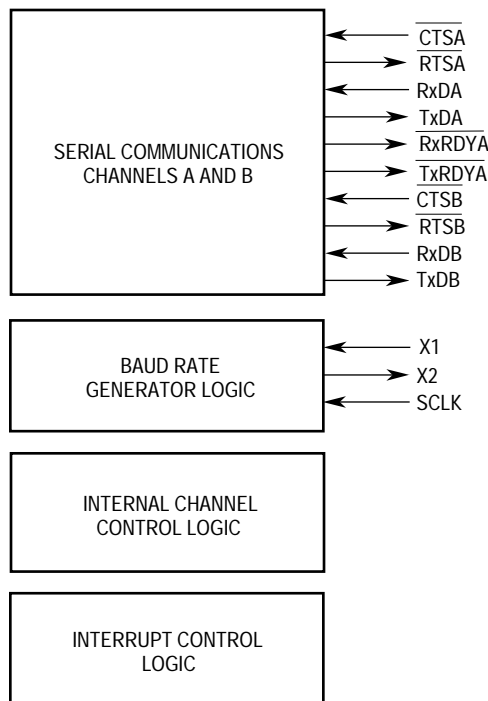 SERIAL COMMUNICATIONS
CHANNELS A AND B
CTSA
RTSA
RxDA
TxDA
RxRDYA
TxRDYA
CTSB
RTSB
RxDB
TxDB
BAUD RATE
GENERATOR LOGIC
X1
X2
SCLK
INTERNAL CHANNEL
CONTROL LOGIC
INTERRUPT CONTROL
LOGIC